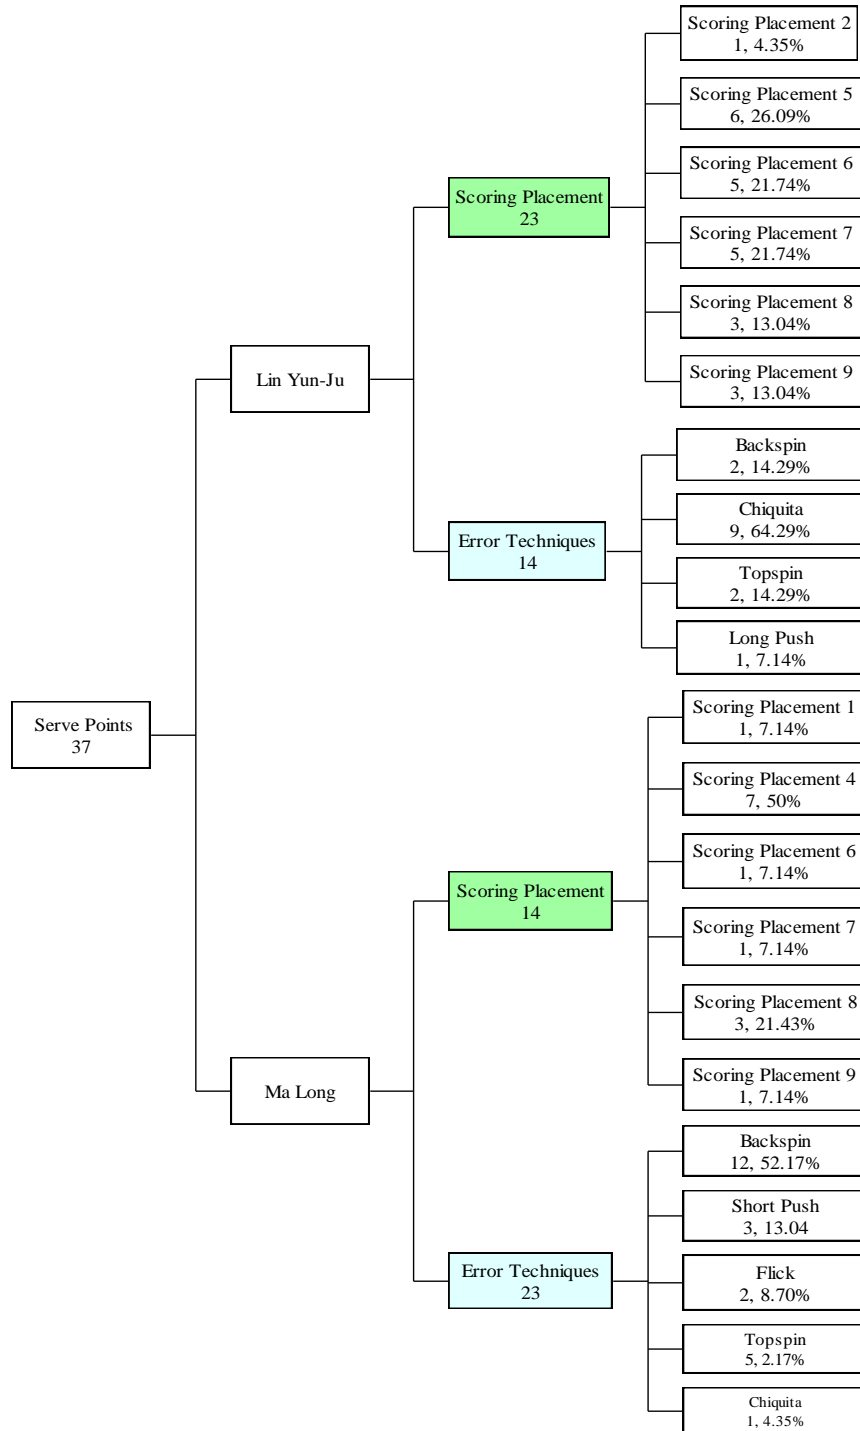 Serve Points
37
Lin Yun-Ju
Scoring Placement
23
Scoring Placement 2
1, 4.35%
Scoring Placement 5
6, 26.09%
Scoring Placement 6
5, 21.74%
Scoring Placement 7
5, 21.74%
Scoring Placement 8
3, 13.04%
Scoring Placement 9
3, 13.04%
Error Techniques
14
Backspin
2, 14.29%
Chiquita
9, 64.29%
Topspin
2, 14.29%
Long Push
1, 7.14%
Ma Long
Scoring Placement
14
Scoring Placement 1
1, 7.14%
Scoring Placement 4
7, 50%
Scoring Placement 6
1, 7.14%
Scoring Placement 7
1, 7.14%
Scoring Placement 8
3, 21.43%
Scoring Placement 9
1, 7.14%
Error Techniques
23
Backspin
12, 52.17%
Short Push
3, 13.04
Flick
2, 8.70%
Topspin
5, 2.17%
Chiquita
1, 4.35%